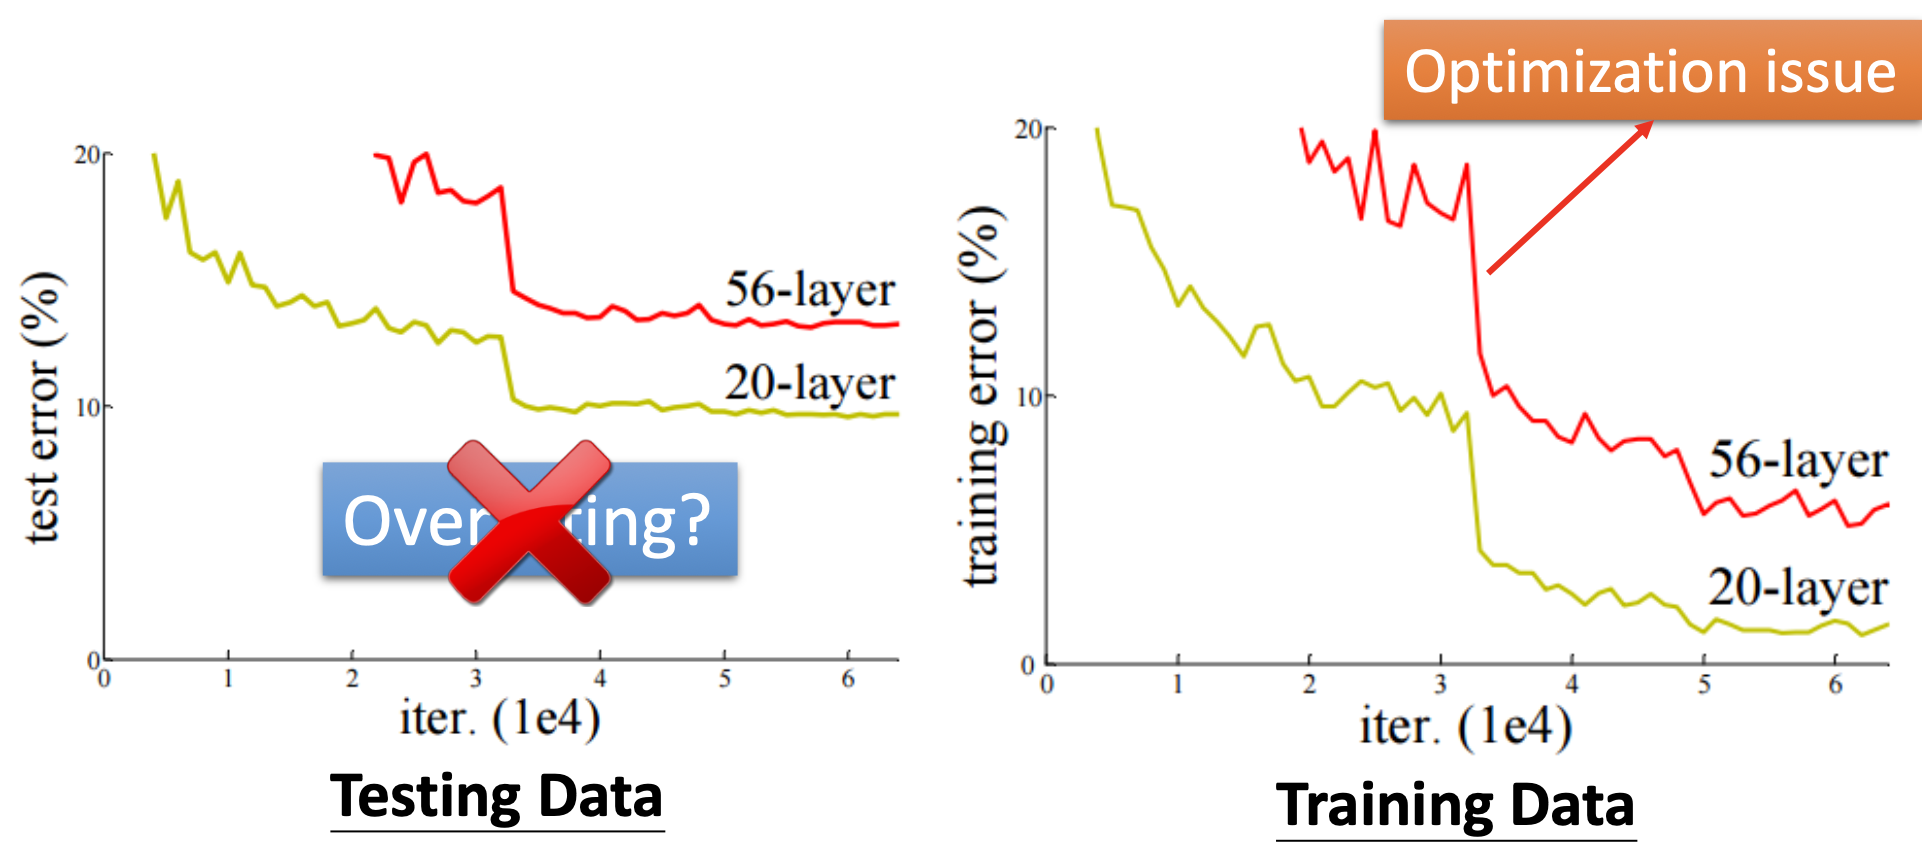 Optimization issue
20
10
0
0 1 2 3 4 5 6
test error (%)
iter. (1e4)
56-layer
20-layer
?
Testing Data
20
10
0
0 1 2 3 4 5 6
training error (%)
iter. (1e4)
56-layer
20-layer
Training Data